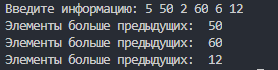 Введите информацию: 5 50 2 60 6 12
Элементы больше предыдущих:  50
Элементы больше предыдущих:  60
Элементы больше предыдущих:  12